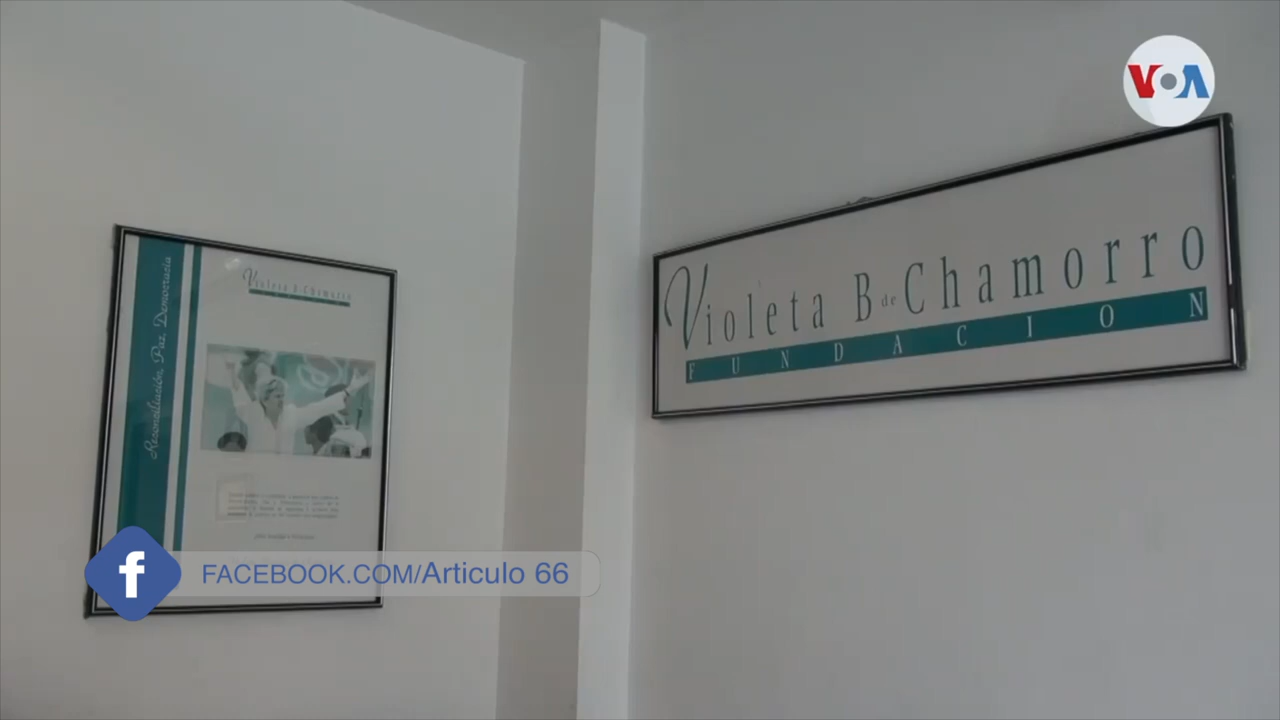 VOA
Violeta B de Chamorro
FUNDACION
Violeta B de Chamorro
Reconciliación, Paz, Democracia
FACEBOOK.COM/Articulo 66